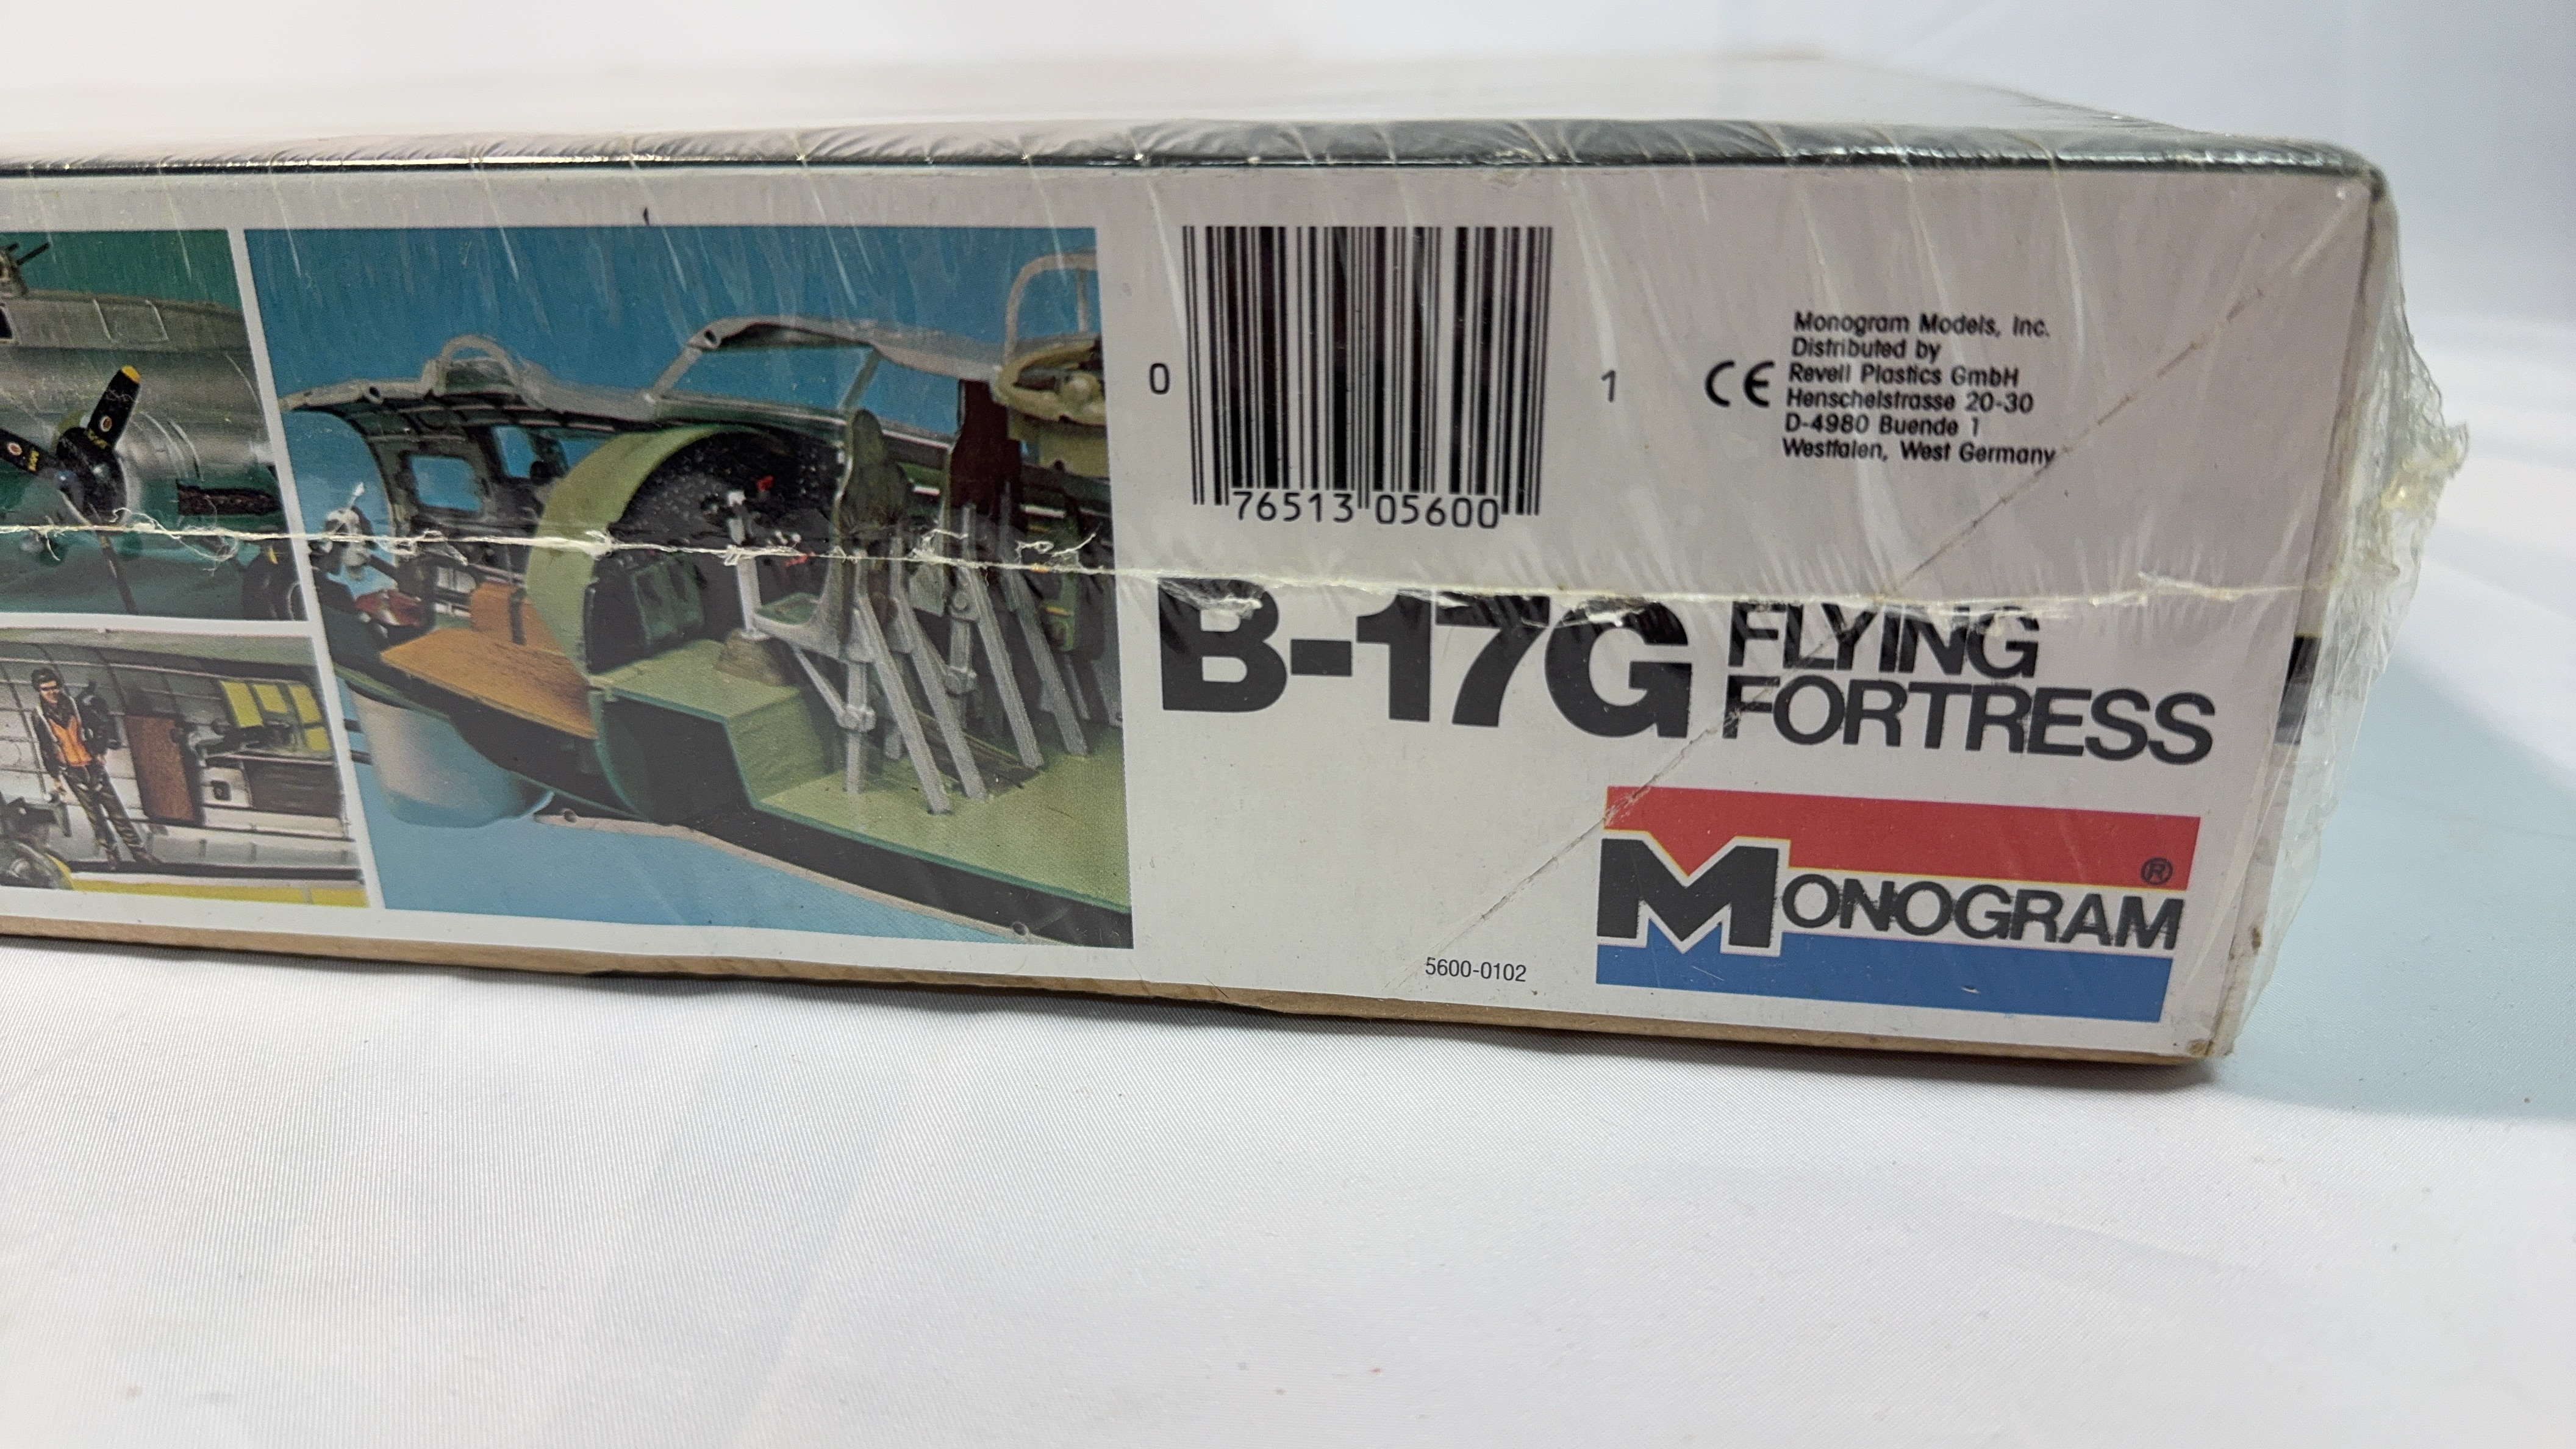 0 76513 05600 1
CE
Monogram Models, Inc.
Distributed by
Revell Plastics GmbH
Henschelstrasse 20-30
D-4980 Buende 1
Westfalen, West Germany
B-17G FLYING
FORTRESS
MONOGRAM ®
5600-0102